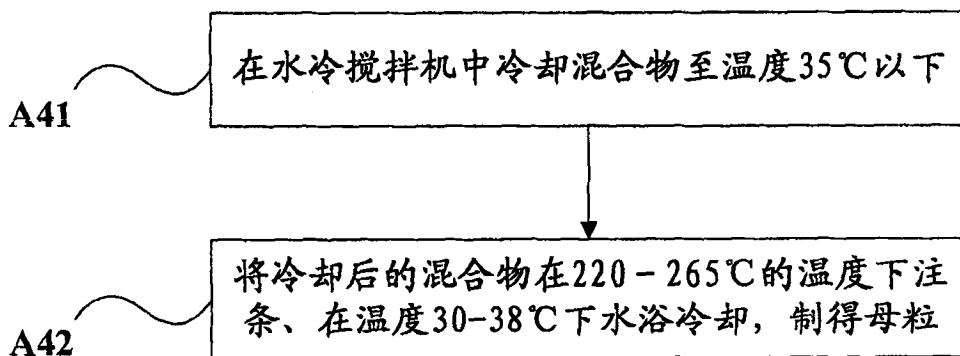 在水冷搅拌机中冷却混合物至温度35℃以下
A41
将冷却后的混合物在220-265℃的温度下注
条、在温度30-38℃下水浴冷却，制得母粒
A42